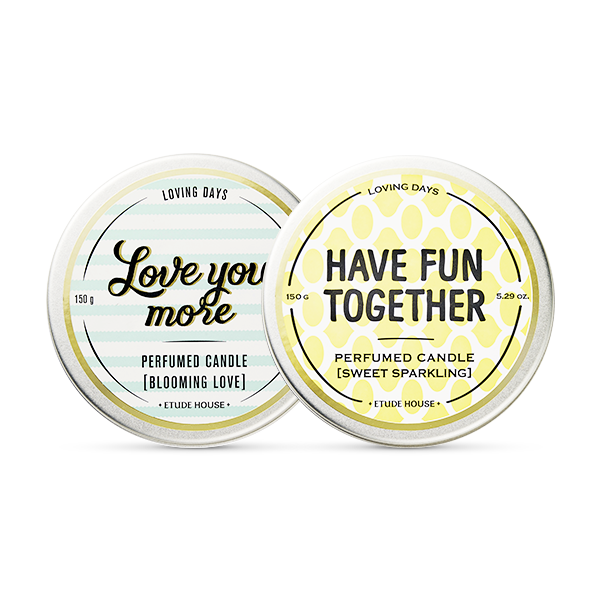 LOVING DAYS
Love you
more
150 g
PERFUMED CANDLE
[BLOOMING LOVE]
• ETUDE HOUSE •
LOVING DAYS
HAVE FUN
TOGETHER
150 G
5.29 oz.
PERFUMED CANDLE
[SWEET SPARKLING]
• ETUDE HOUSE •